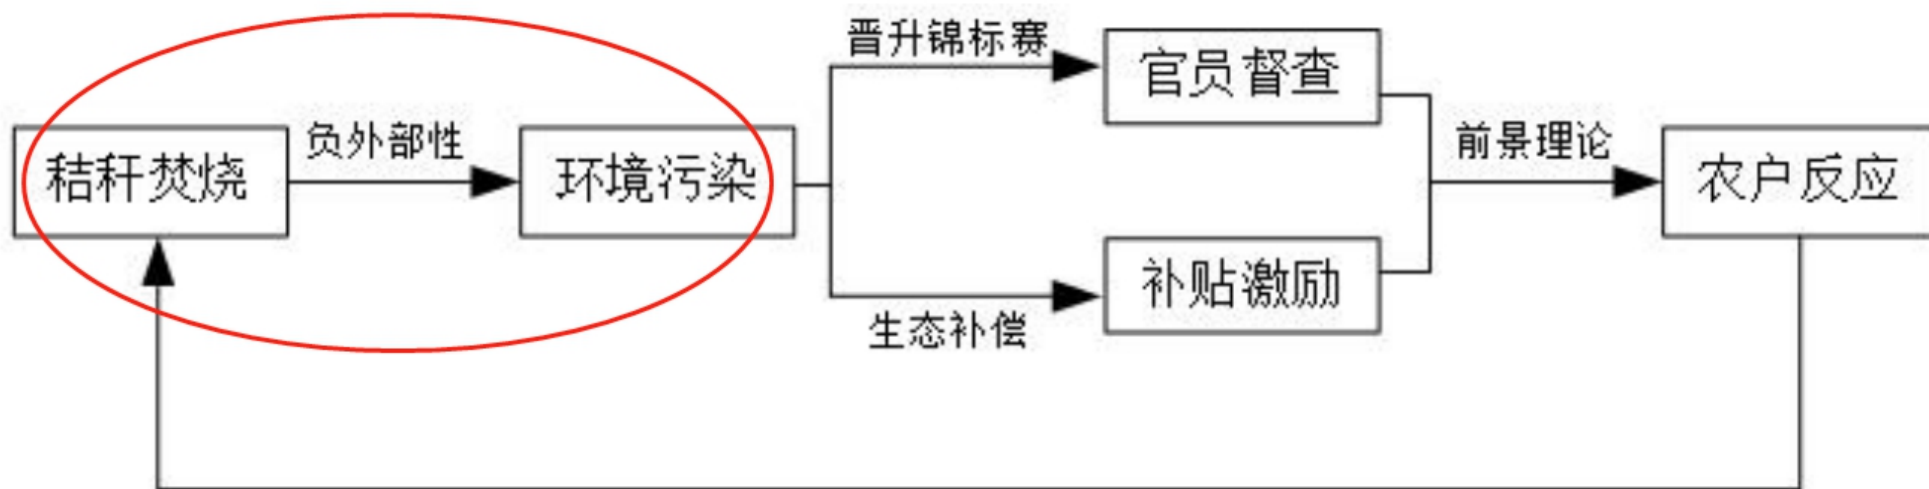 晋升锦标赛
官员督查
秸秆焚烧
负外部性
环境污染
前景理论
农户反应
补贴激励
生态补偿